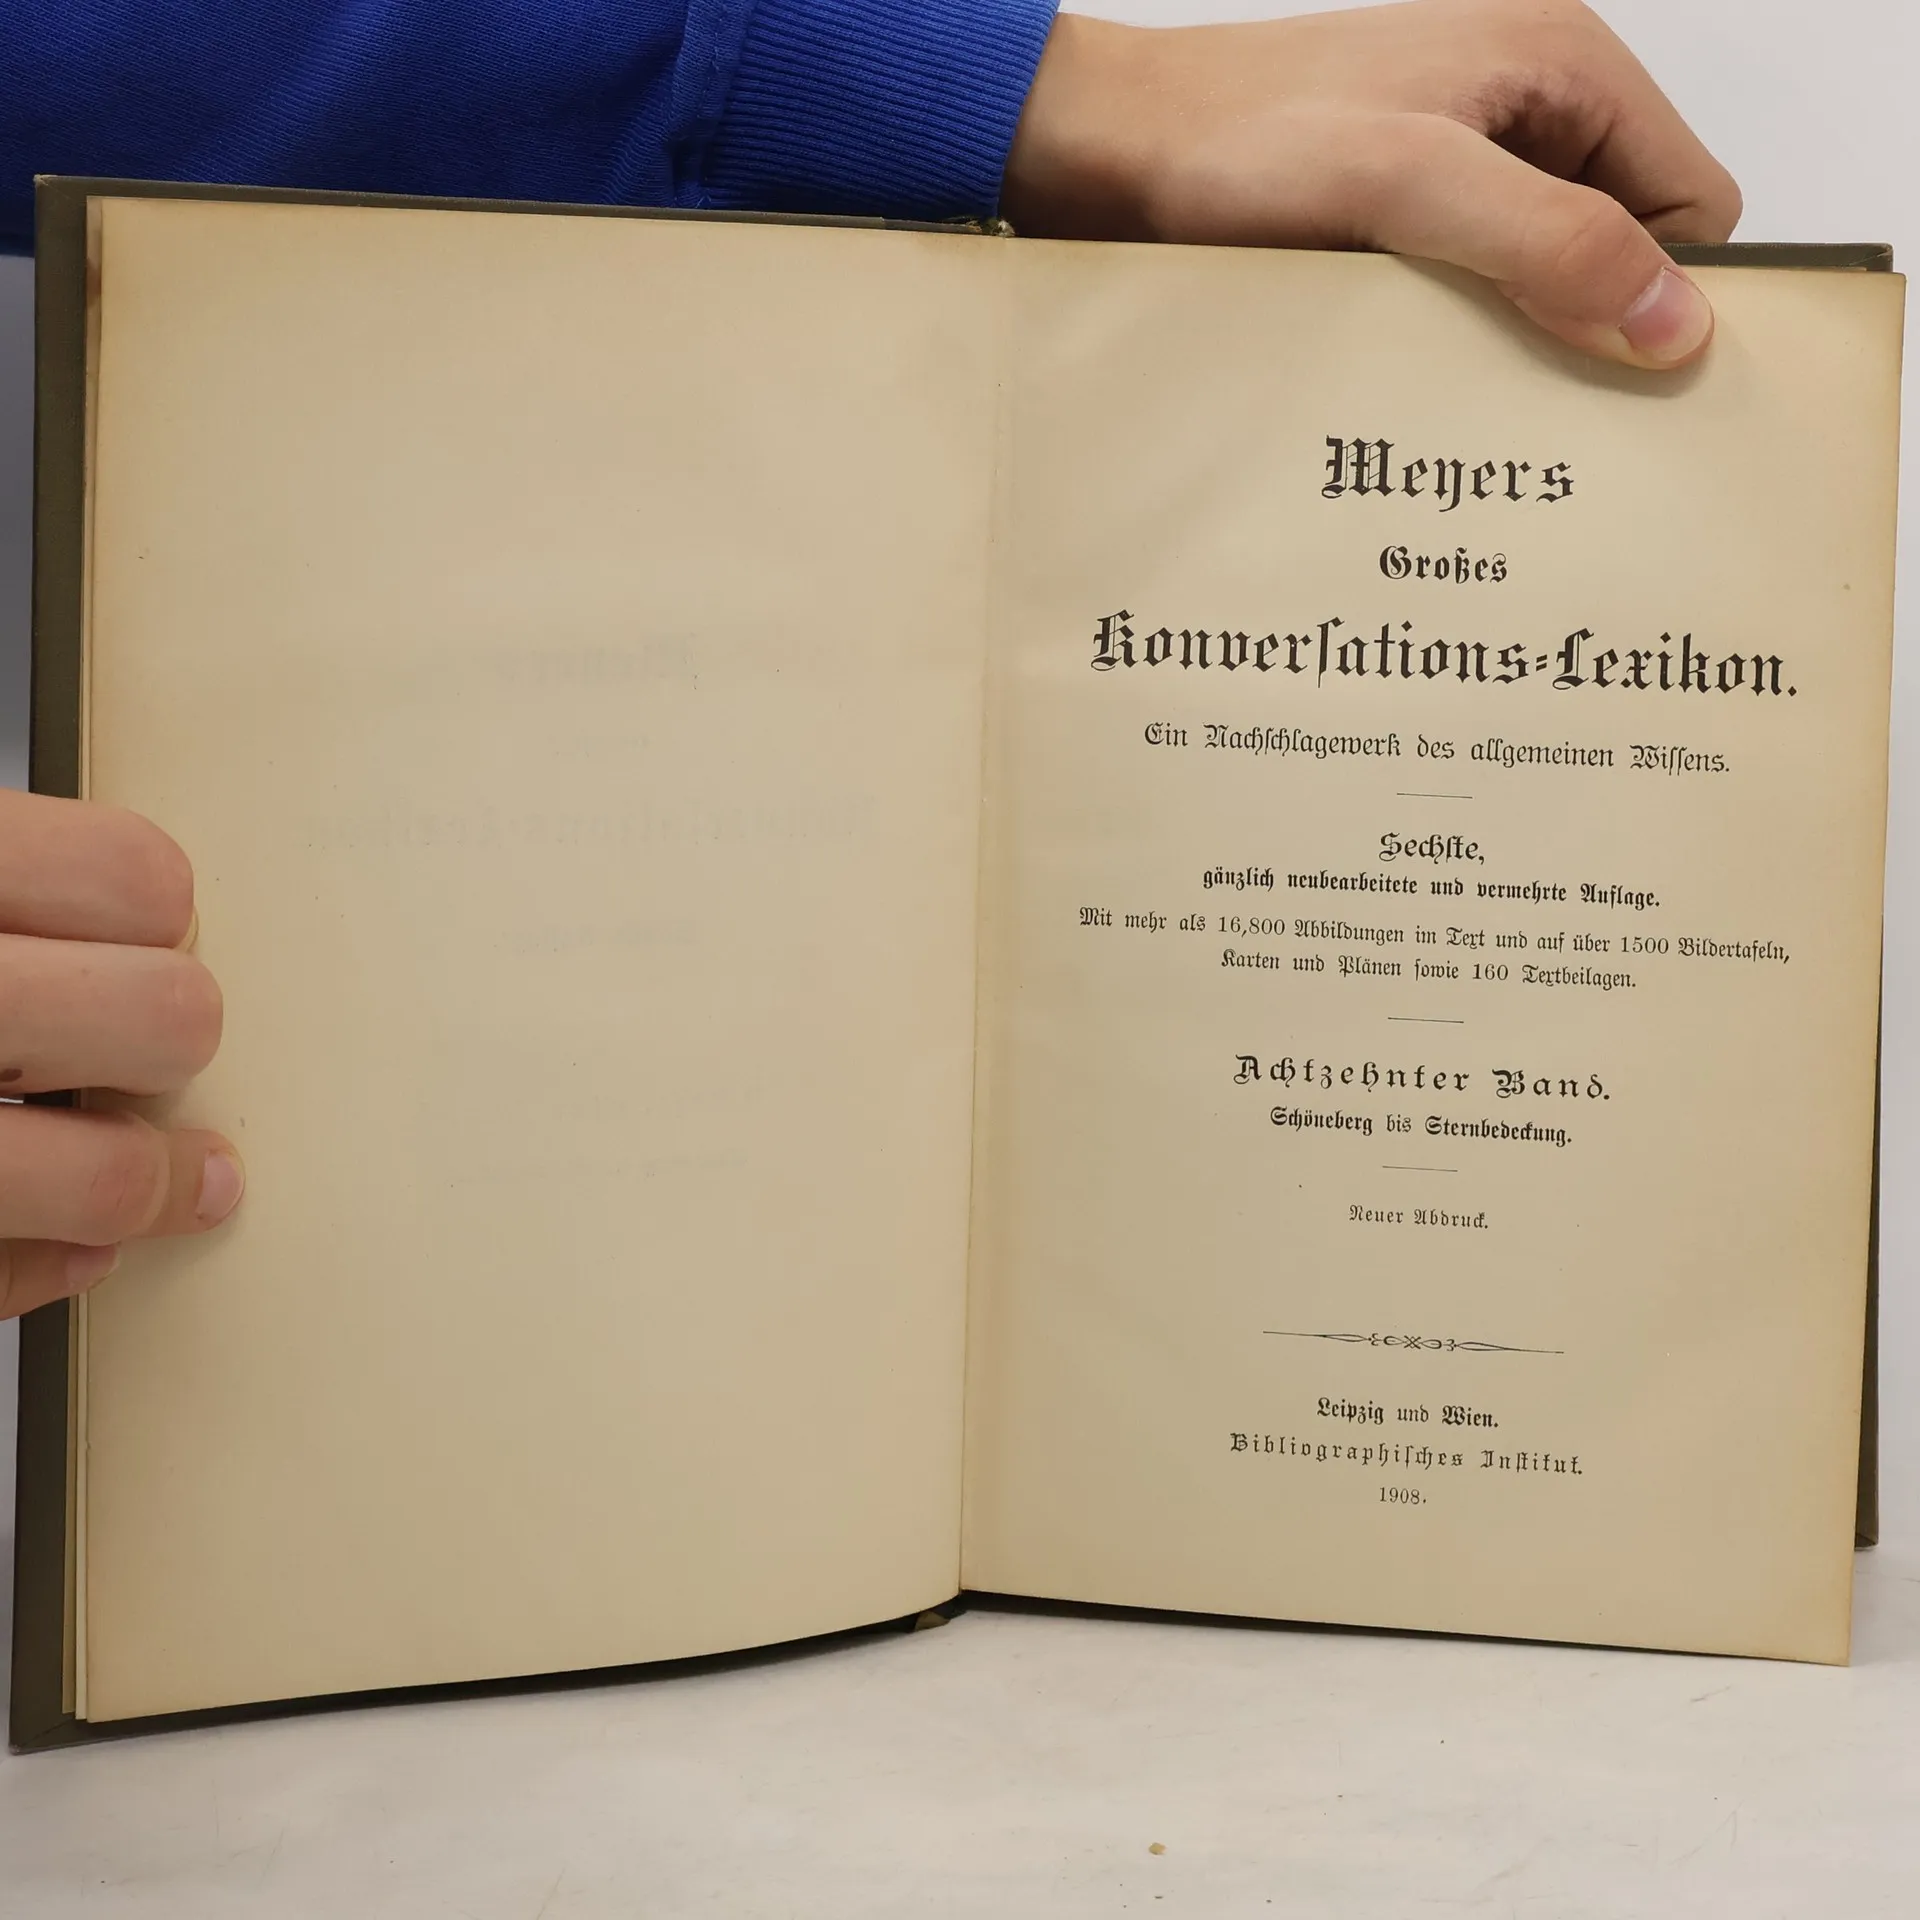 Meyers
Großes
Konverſations-Lexikon.
Ein Nachſchlagewerk des allgemeinen Wiſſens.
Sechſte,
gänzlich neubearbeitete und vermehrte Auflage.
Mit mehr als 16,800 Abbildungen im Text und auf über 1500 Bildertafeln,
Karten und Plänen ſowie 160 Textbeilagen.
Achtzehnter Band.
Schöneberg bis Sternbedeckung.
Neuer Abdruck.
Leipzig und Wien.
Bibliographiſches Inſtitut.
1908.